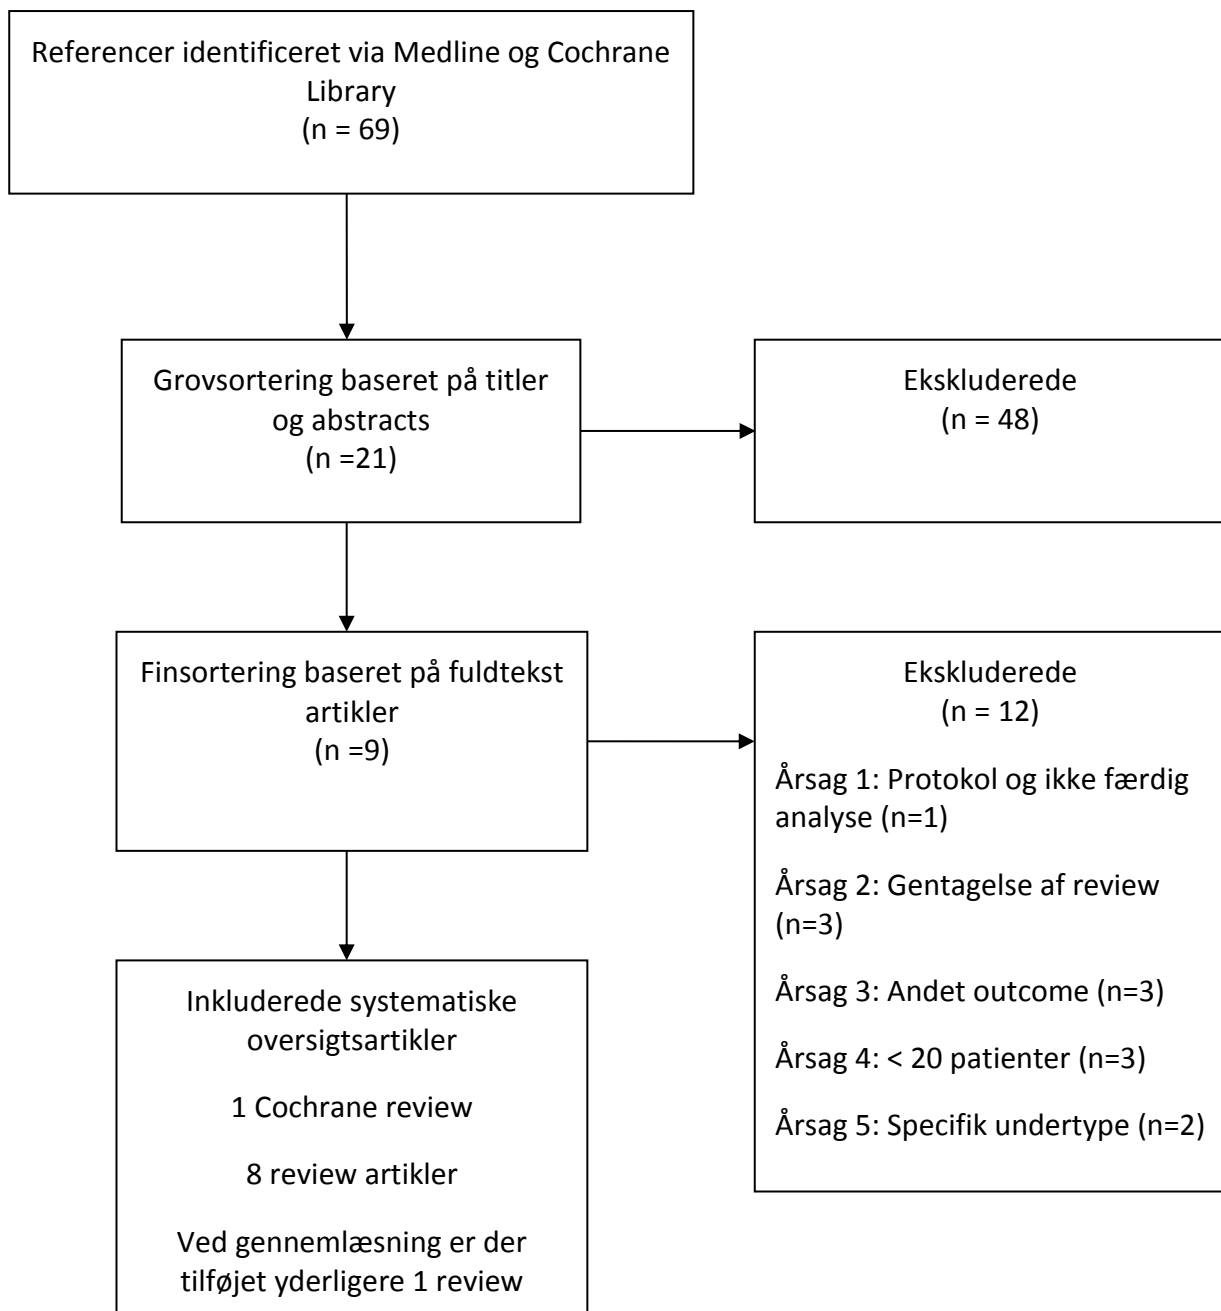 Referencer identificeret via Medline og Cochrane
Library
(n = 69)
Grovsortering baseret på titler
og abstracts
(n =21)
Ekskluderede
(n = 48)
Finsortering baseret på fuldtekst
artikler
(n =9)
Ekskluderede
(n = 12)
Årsag 1: Protokol og ikke færdig
analyse (n=1)
Årsag 2: Gentagelse af review
(n=3)
Årsag 3: Andet outcome (n=3)
Årsag 4: < 20 patienter (n=3)
Årsag 5: Specifik undertype (n=2)
Inkluderede systematiske
oversigtsartikler
1 Cochrane review
8 review artikler
Ved gennemlæsning er der
tilføjet yderligere 1 review